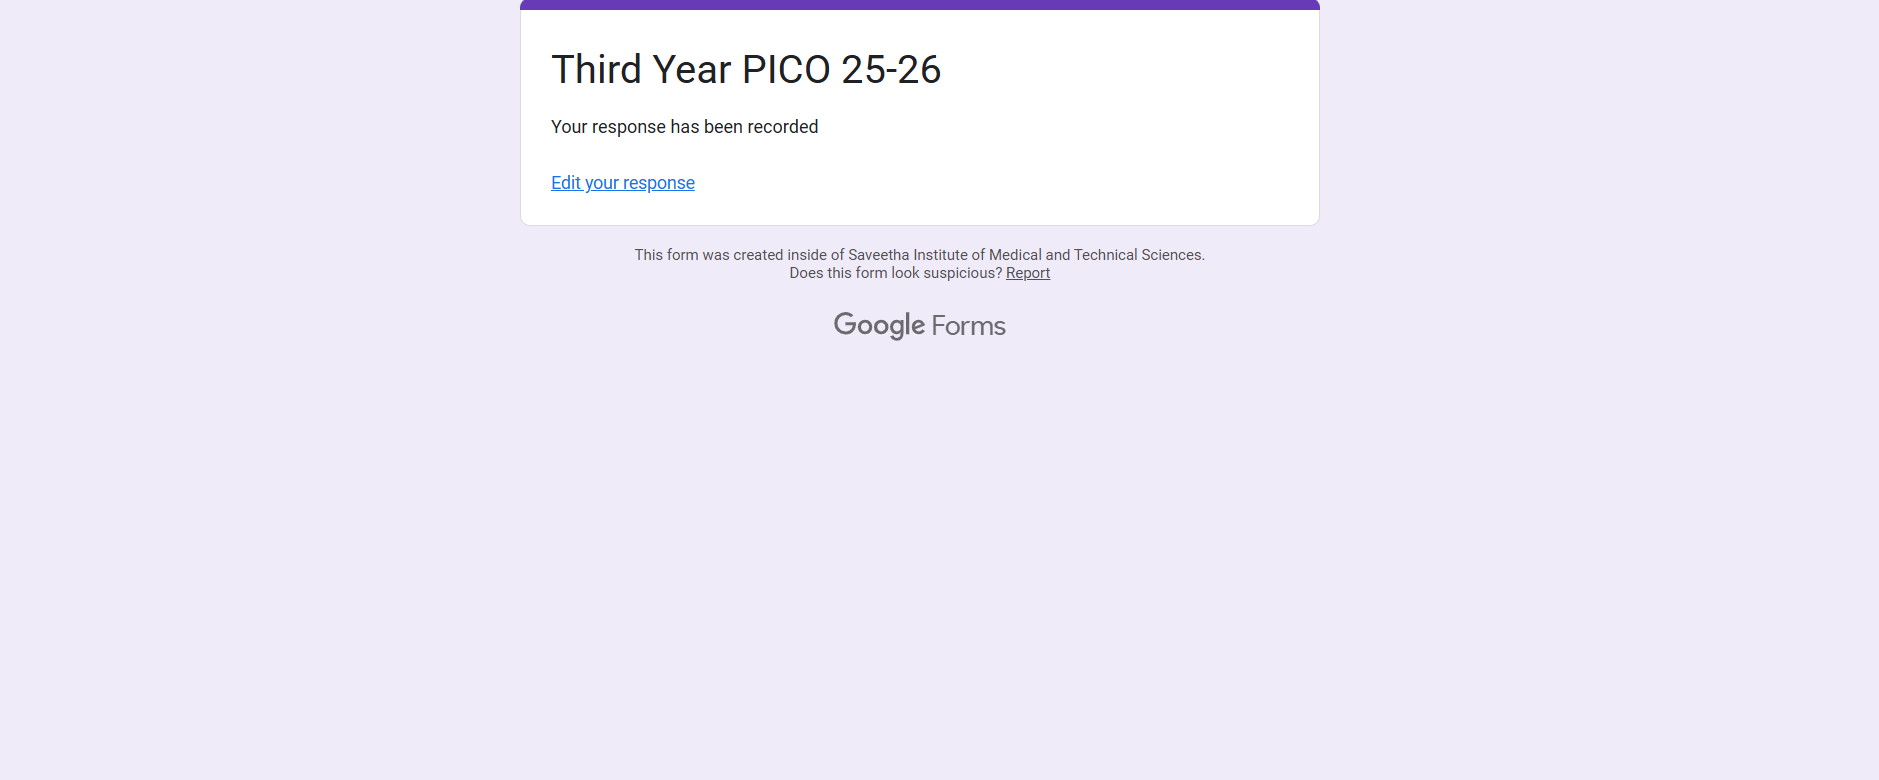 Third Year PICO 25-26
Your response has been recorded
Edit your response
This form was created inside of Saveetha Institute of Medical and Technical Sciences.
Does this form look suspicious? Report
Google Forms